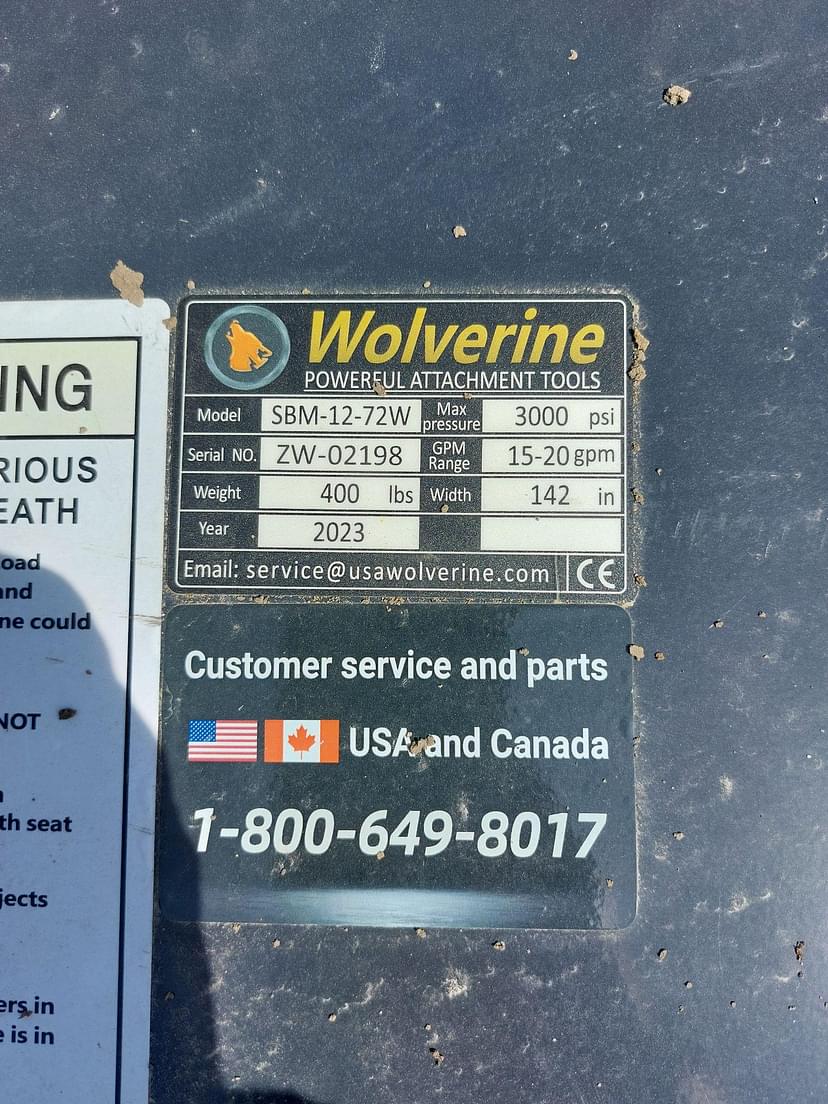 ING
RIOUS
EATH
oad
and
ne could
NOT
th seat
jects
ers in
e is in
Wolverine
POWERFUL ATTACHMENT TOOLS
Model SBM-12-72W Max pressure 3000 psi
Serial NO. ZW-02198 GPM Range 15-20 gpm
Weight 400 lbs Width 142 in
Year 2023
Email: service@usawolverine.com CE
Customer service and parts
USA and Canada
1-800-649-8017